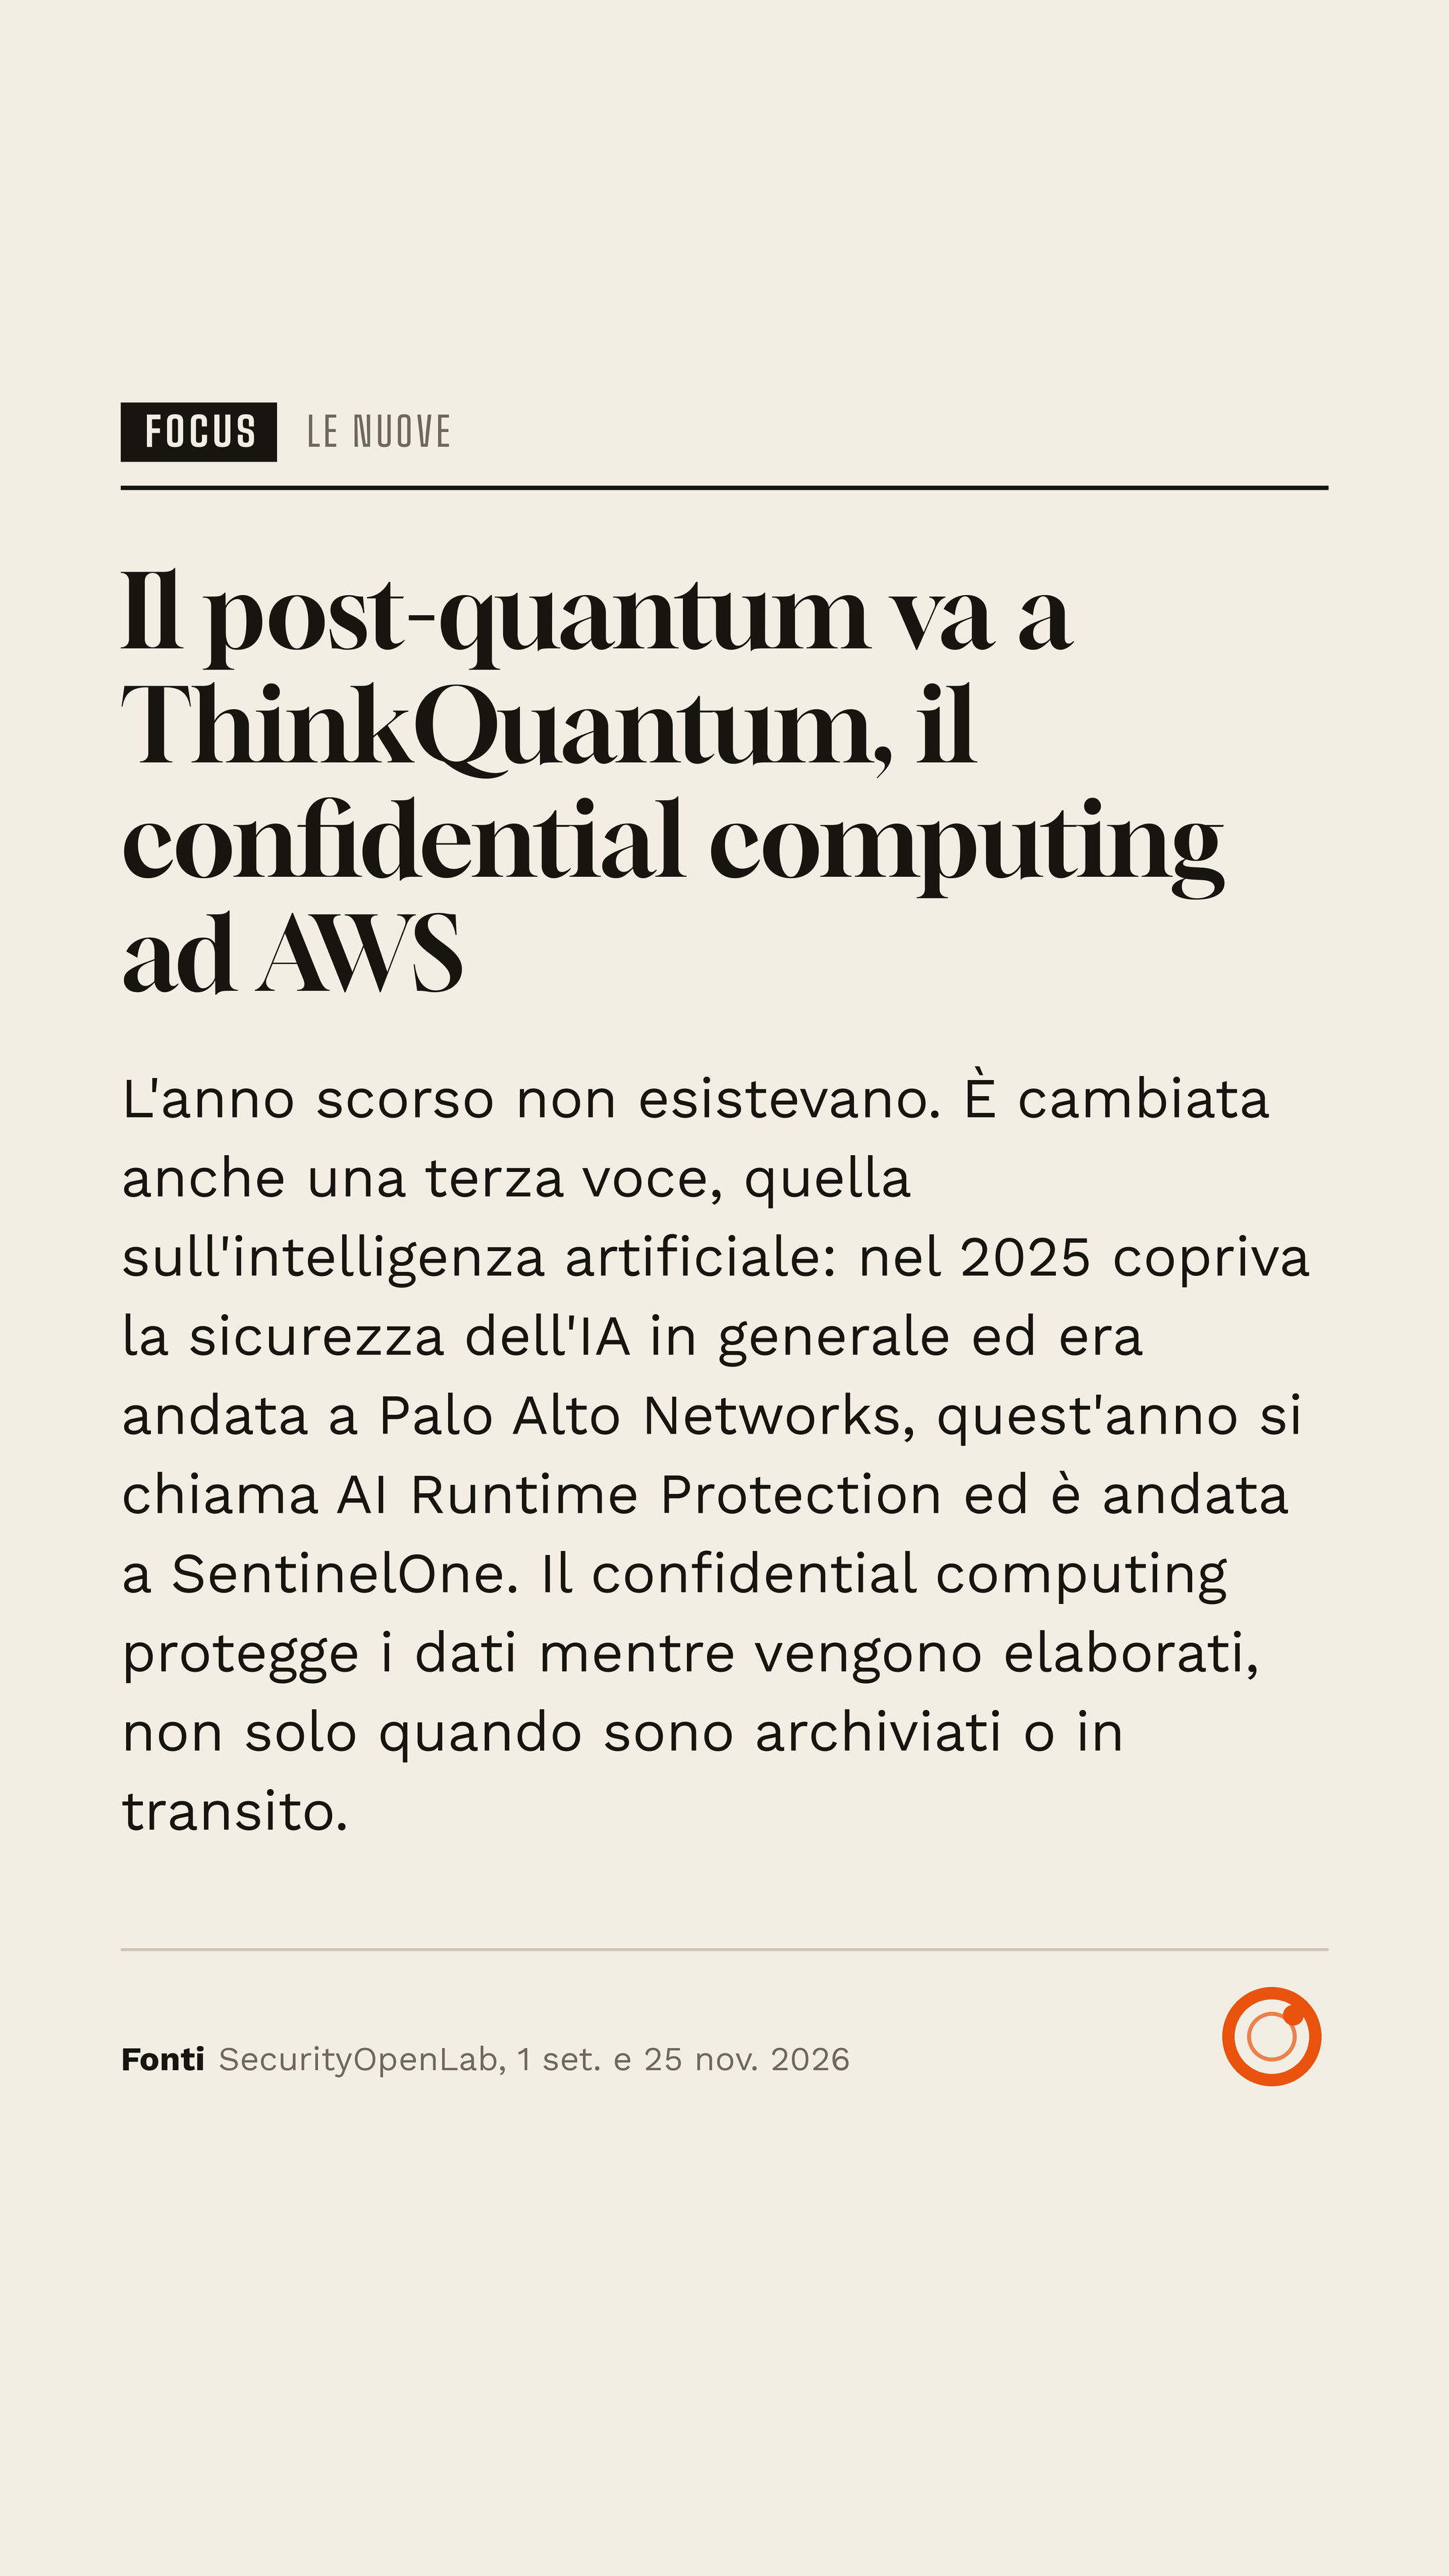 FOCUS LE NUOVE
Il post-quantum va a
ThinkQuantum, il
confidential computing
ad AWS
L'anno scorso non esistevano. È cambiata
anche una terza voce, quella
sull'intelligenza artificiale: nel 2025 copriva
la sicurezza dell'IA in generale ed era
andata a Palo Alto Networks, quest'anno si
chiama AI Runtime Protection ed è andata
a SentinelOne. Il confidential computing
protegge i dati mentre vengono elaborati,
non solo quando sono archiviati o in
transito.
Fonti SecurityOpenLab, 1 set. e 25 nov. 2026